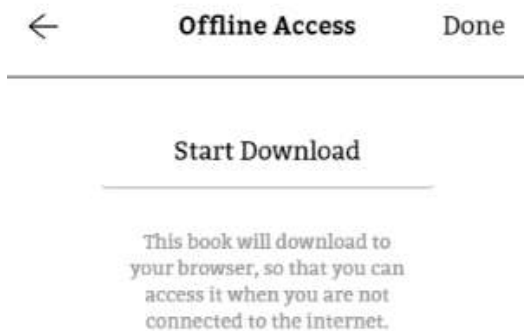 Offline Access Done
Start Download
This book will download to
your browser, so that you can
access it when you are not
connected to the internet.